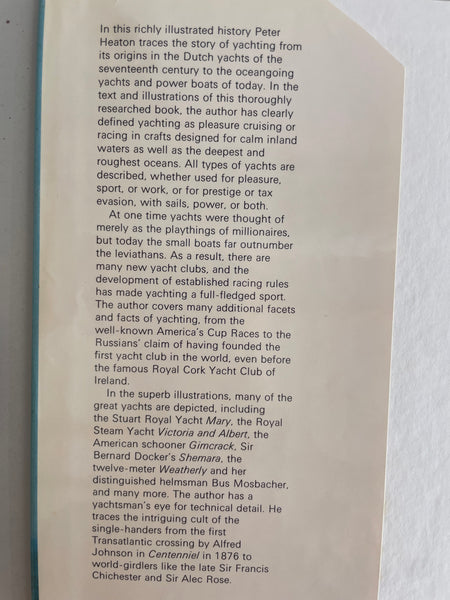 In this richly illustrated history Peter
Heaton traces the story of yachting from
its origins in the Dutch yachts of the
seventeenth century to the oceangoing
yachts and power boats of today. In the
text and illustrations of this thoroughly
researched book, the author has clearly
defined yachting as pleasure cruising or
racing in crafts designed for calm inland
waters as well as the deepest and
roughest oceans. All types of yachts are
described, whether used for pleasure,
sport, or work, or for prestige or tax
evasion, with sails, power, or both.
At one time yachts were thought of
merely as the playthings of millionaires,
but today the small boats far outnumber
the leviathans. As a result, there are
many new yacht clubs, and the
development of established racing rules
has made yachting a full-fledged sport.
The author covers many additional facets
and facts of yachting, from the
well-known America's Cup Races to the
Russians' claim of having founded the
first yacht club in the world, even before
the famous Royal Cork Yacht Club of
Ireland.
In the superb illustrations, many of the
great yachts are depicted, including
the Stuart Royal Yacht Mary, the Royal
Steam Yacht Victoria and Albert, the
American schooner Gimcrack, Sir
Bernard Docker's Shemara, the
twelve-meter Weatherly and her
distinguished helmsman Bus Mosbacher,
and many more. The author has a
yachtsman's eye for technical detail. He
traces the intriguing cult of the
single-handers from the first
Transatlantic crossing by Alfred
Johnson in Centenniel in 1876 to
world-girdlers like the late Sir Francis
Chichester and Sir Alec Rose.